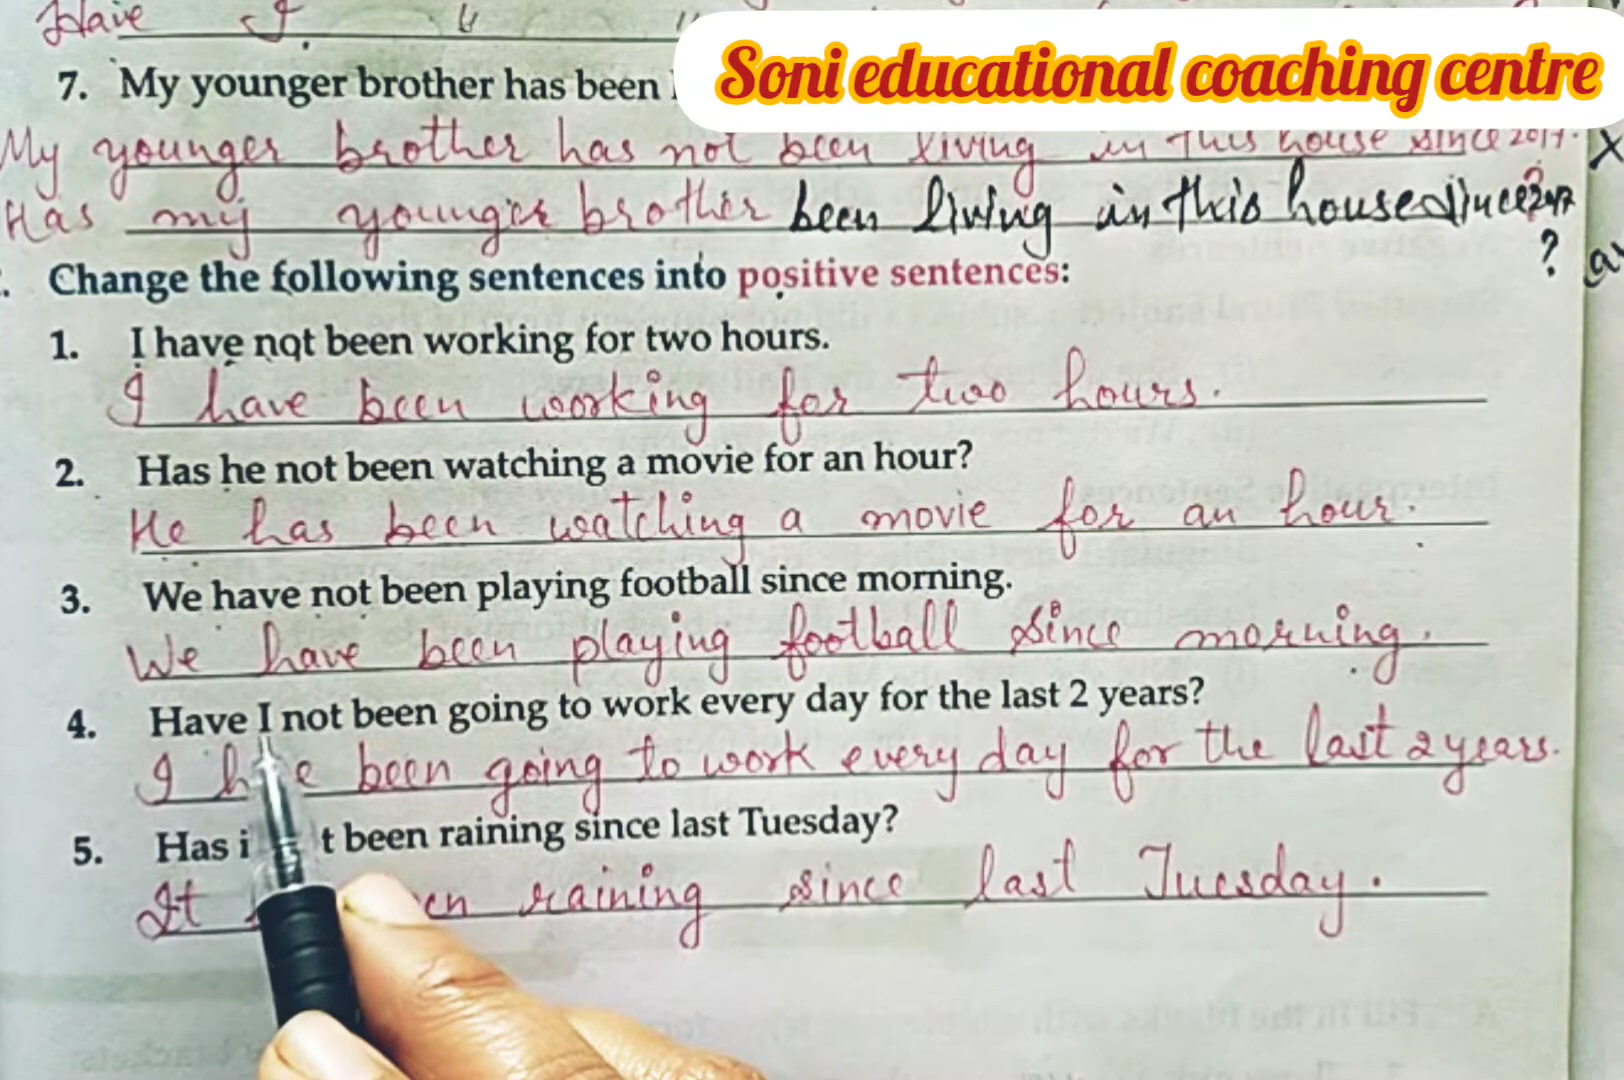 Have
Soni educational coaching centre
7. My younger brother has been
My younger brother has not been living in this house since 2017.
Has my younger brother been living in this house since 2017
?
Change the following sentences into positive sentences:
1. I have not been working for two hours.
I have been working for two hours.
2. Has he not been watching a movie for an hour?
He has been watching a movie for an hour.
3. We have not been playing football since morning.
We have been playing football since morning.
4. Have I not been going to work every day for the last 2 years?
I been going to work every day for the last 2 years.
5. Has been raining since last Tuesday?
It raining since last Tuesday.